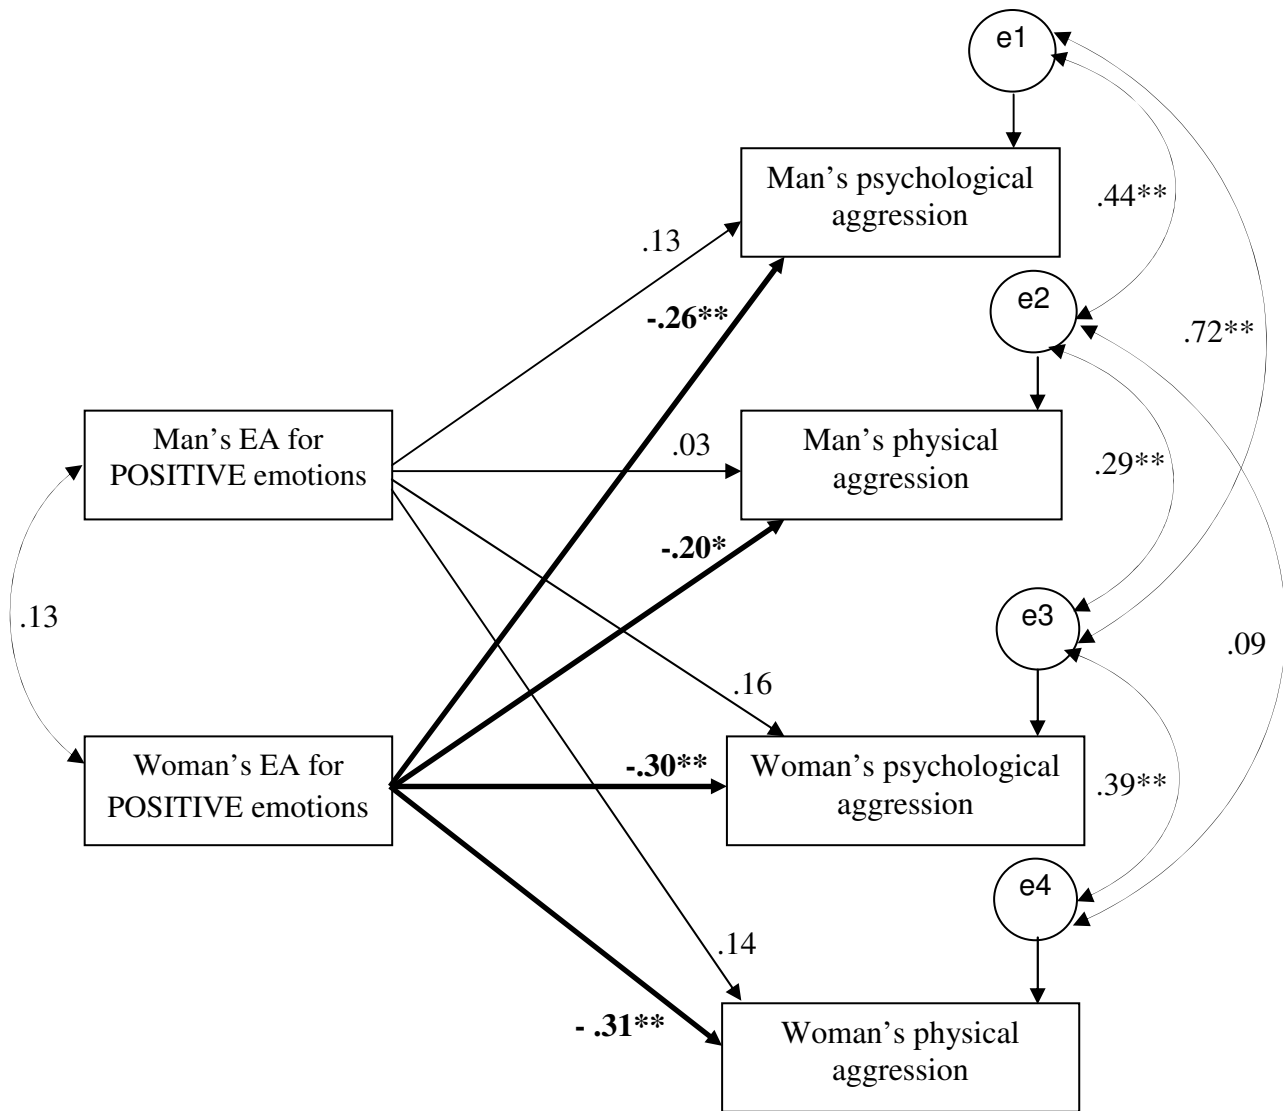 e1
Man’s psychological
aggression
.44**
.13
-.26**
e2
.72**
Man’s EA for
POSITIVE emotions
.03
Man’s physical
aggression
.29**
-.20*
.13
e3
.09
.16
Woman’s EA for
POSITIVE emotions
-.30**
Woman’s psychological
aggression
.39**
e4
.14
- .31**
Woman’s physical
aggression